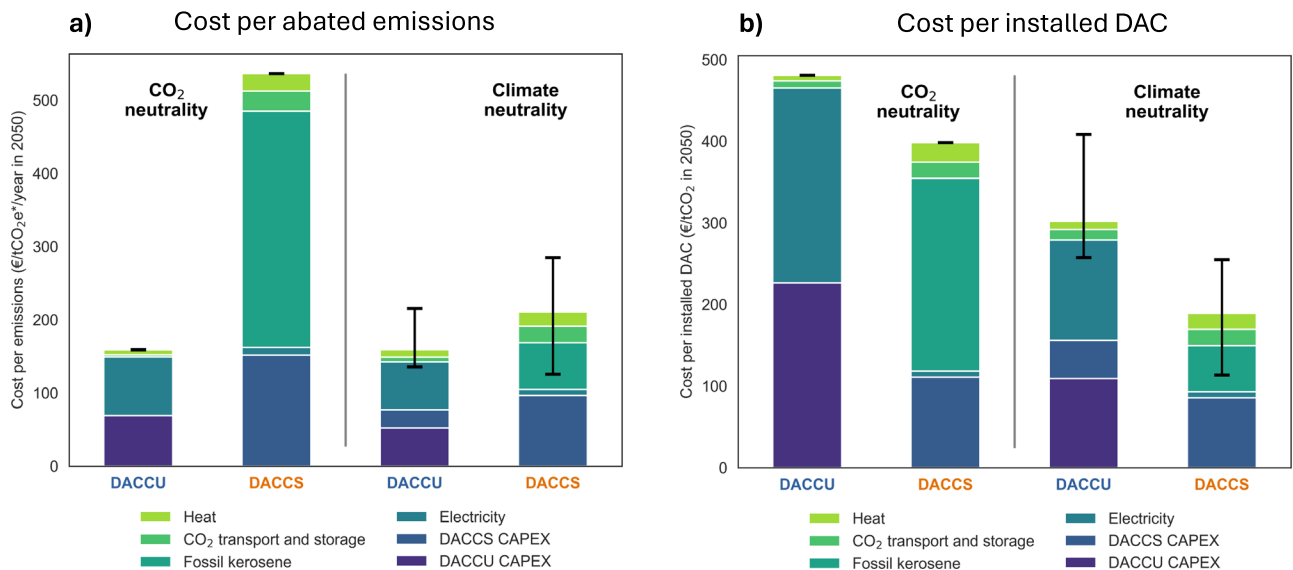 a)
Cost per abated emissions
Cost per emissions (€/tCO₂e*/year in 2050)
500
400
300
200
100
0
CO₂
neutrality
Climate
neutrality
DACCU
DACCS
DACCU
DACCS
Heat
CO₂ transport and storage
Fossil kerosene
Electricity
DACCS CAPEX
DACCU CAPEX
b)
Cost per installed DAC
Cost per installed DAC (€/tCO₂ in 2050)
500
400
300
200
100
0
CO₂
neutrality
Climate
neutrality
DACCU
DACCS
DACCU
DACCS
Heat
CO₂ transport and storage
Fossil kerosene
Electricity
DACCS CAPEX
DACCU CAPEX